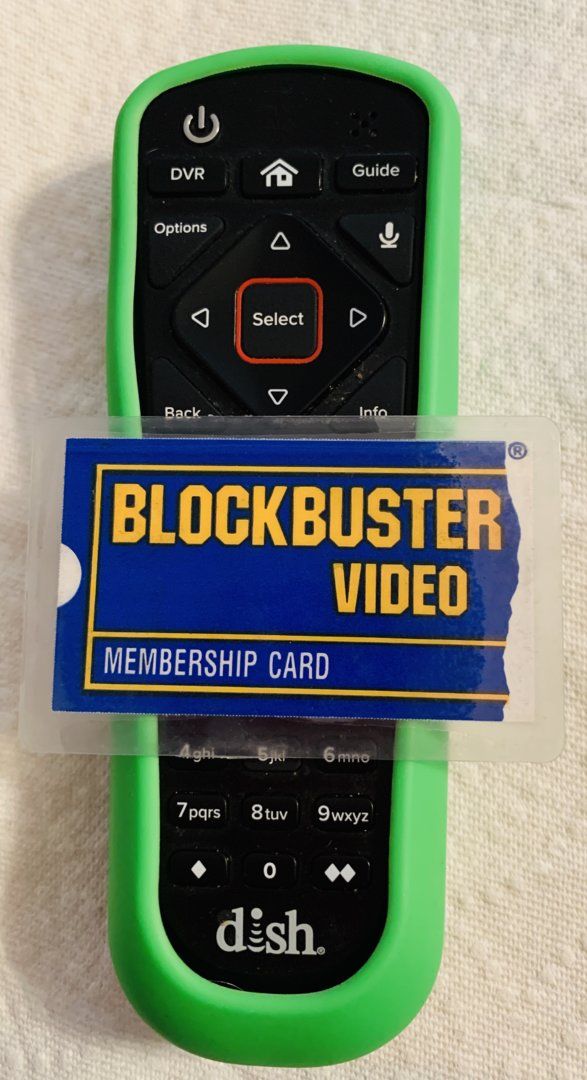 DVR
Guide
Options
Select
Back
Info
®
BLOCKBUSTER
VIDEO
MEMBERSHIP CARD
4ghi 5jkl 6mno
7pqrs 8tuv 9wxyz
0
dish®